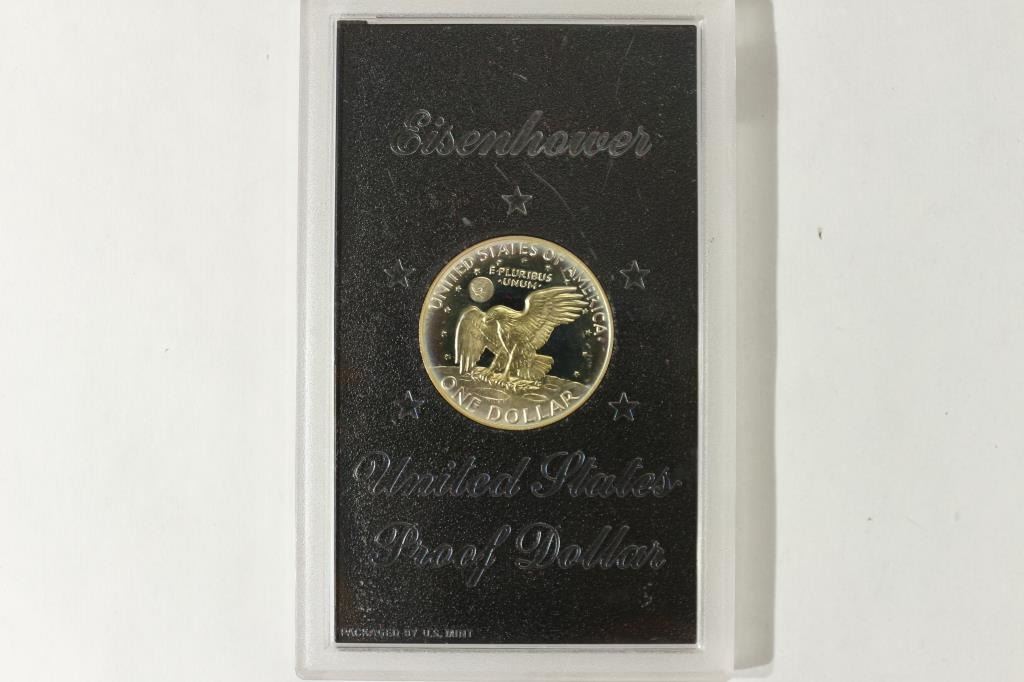 Eisenhower
UNITED STATES OF AMERICA
E·PLURIBUS
·UNUM·
ONE DOLLAR
United States
Proof Dollar
PACKAGED BY U.S. MINT